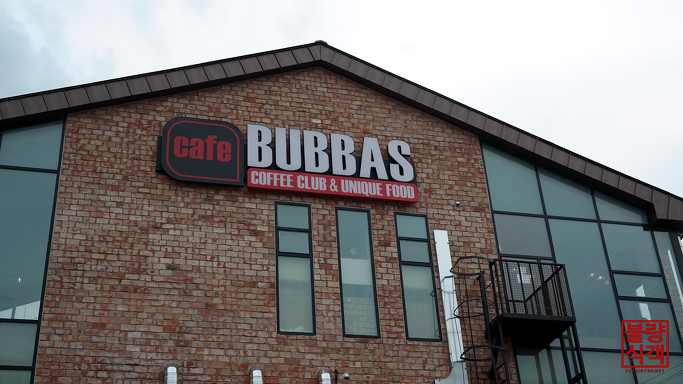 cafe
BUBBAS
COFFEE CLUB & UNIQUE FOOD
불량
식객